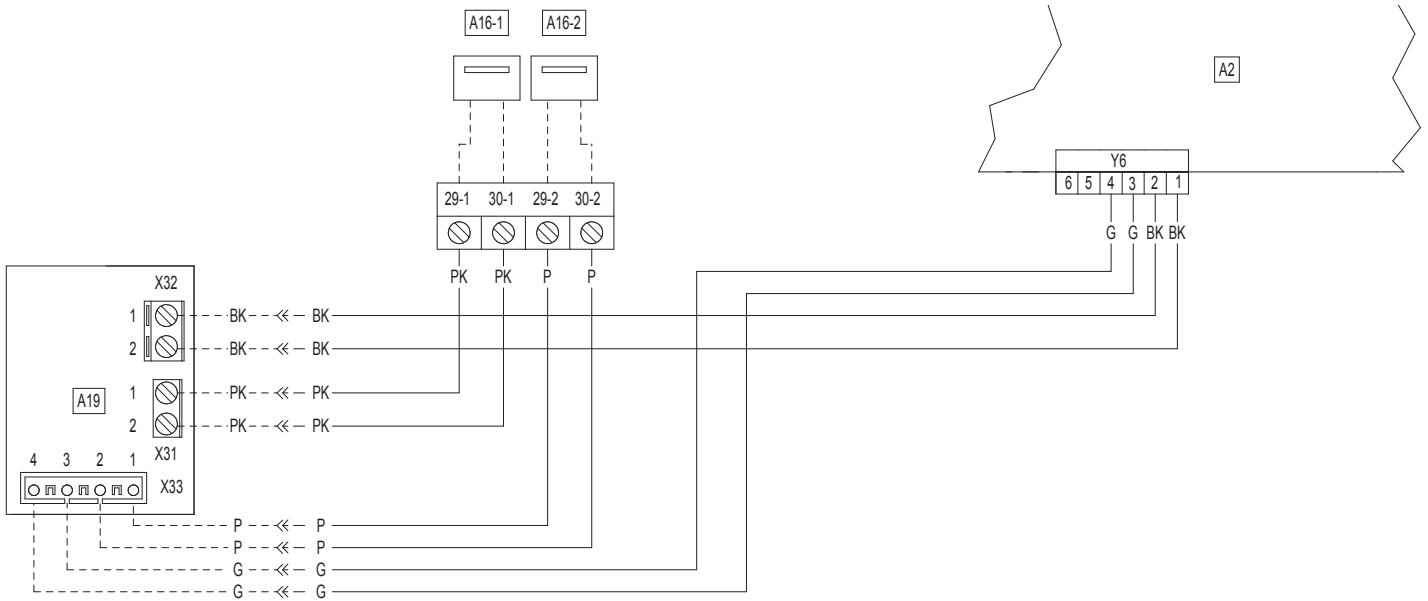 A16-1 A16-2
A2
Y6
6 5 4 3 2 1
29-1 30-1 29-2 30-2
G G BK BK
PK PK P P
X32
1 BK BK
2 BK BK
A19
1 PK PK
2 PK PK
X31
4 3 2 1
X33
P P
P P
G G
G G